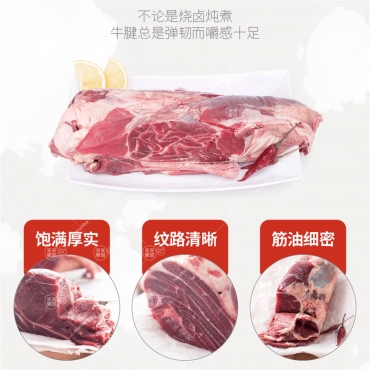 不论是烧卤炖煮
牛腱总是弹韧而嚼感十足
饱满厚实
纹路清晰
筋油细密